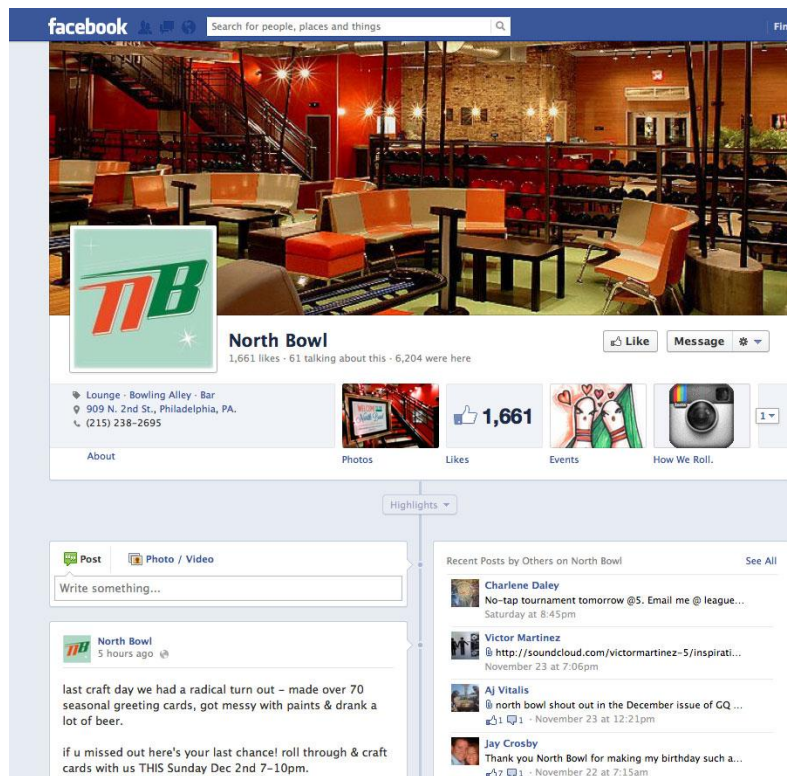 facebook
Search for people, places and things
Fin
NB
North Bowl
1,661 likes · 61 talking about this · 6,204 were here
Like
Message
Lounge · Bowling Alley · Bar
909 N. 2nd St., Philadelphia, PA.
(215) 238-2695
About
WELCOME
North Bowl
Photos
1,661
Likes
Events
How We Roll.
1
Highlights
Post
Photo / Video
Write something...
NB
North Bowl
5 hours ago
last craft day we had a radical turn out – made over 70
seasonal greeting cards, got messy with paints & drank a
lot of beer.
if u missed out here's your last chance! roll through & craft
cards with us THIS Sunday Dec 2nd 7-10pm.
Recent Posts by Others on North Bowl
See All
Charlene Daley
No-tap tournament tomorrow @5. Email me @ league...
Saturday at 8:45pm
Victor Martinez
http://soundcloud.com/victormartinez-5/inspirati...
November 23 at 7:06pm
Aj Vitalis
north bowl shout out in the December issue of GQ ...
1 1 · November 23 at 12:21pm
Jay Crosby
Thank you North Bowl for making my birthday such a...
7 1 · November 22 at 7:15am